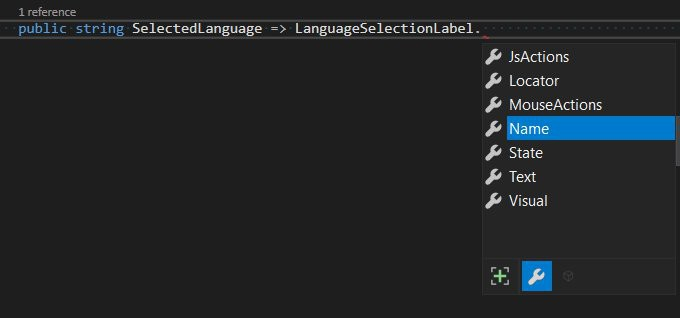 1 reference
public string SelectedLanguage => LanguageSelectionLabel.
JsActions
Locator
MouseActions
Name
State
Text
Visual